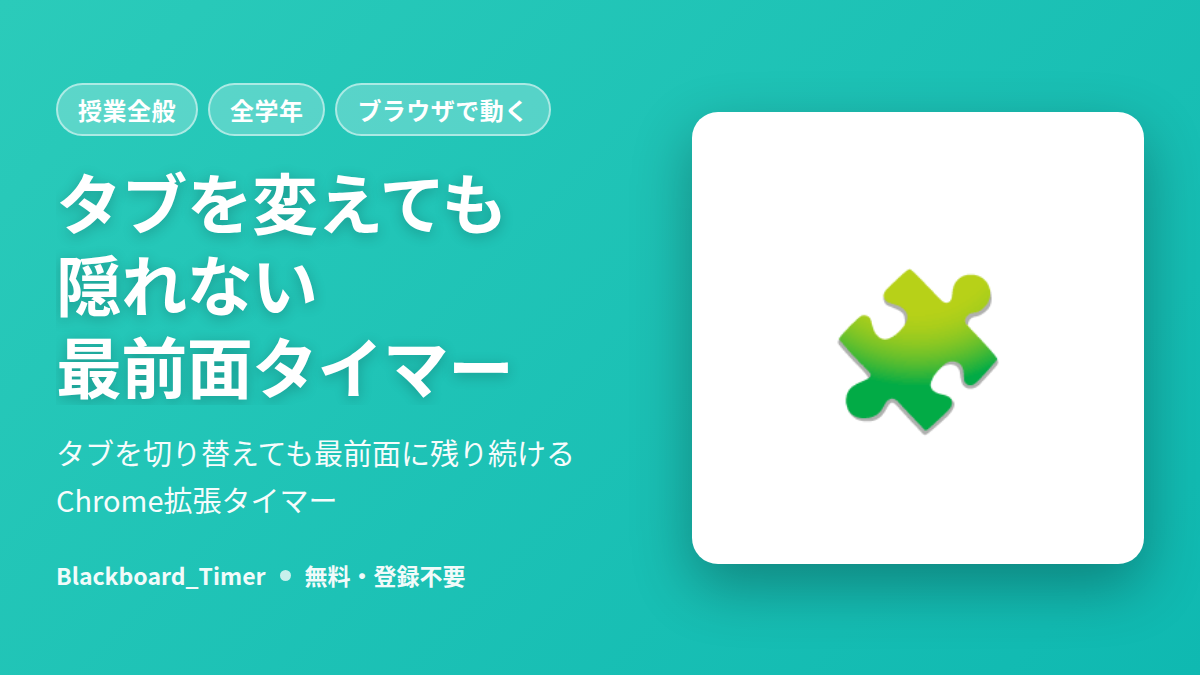 授業全般 全学年 ブラウザで動く
タブを変えても
隠れない
最前面タイマー
タブを切り替えても最前面に残り続ける
Chrome拡張タイマー
Blackboard_Timer ● 無料・登録不要